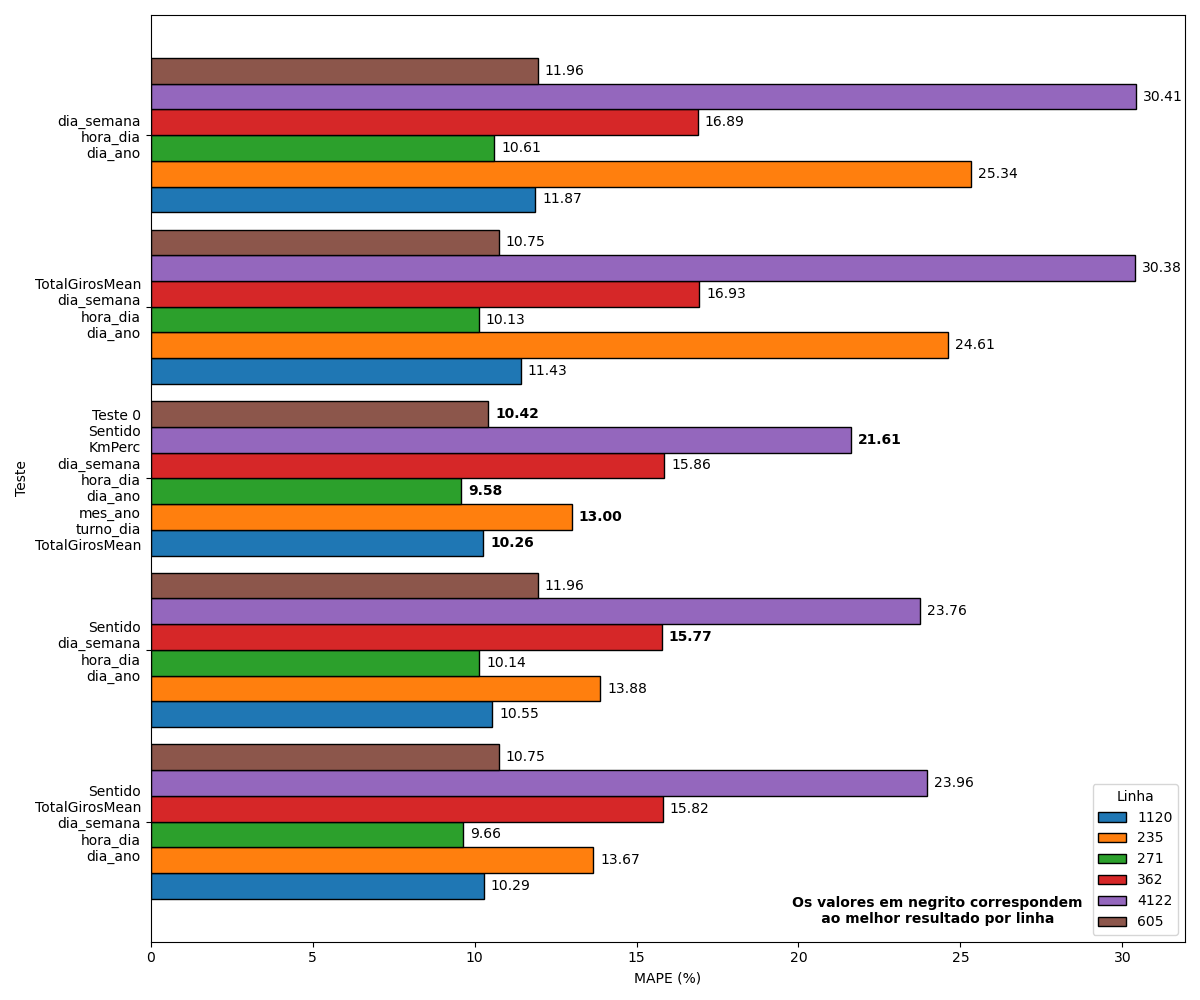 Teste
dia_semana
hora_dia
dia_ano
11.96
30.41
16.89
10.61
25.34
11.87
TotalGirosMean
dia_semana
hora_dia
dia_ano
10.75
30.38
16.93
10.13
24.61
11.43
Teste 0
Sentido
KmPerc
dia_semana
hora_dia
dia_ano
mes_ano
turno_dia
TotalGirosMean
10.42
21.61
15.86
9.58
13.00
10.26
Sentido
dia_semana
hora_dia
dia_ano
11.96
23.76
15.77
10.14
13.88
10.55
Sentido
TotalGirosMean
dia_semana
hora_dia
dia_ano
10.75
23.96
15.82
9.66
13.67
10.29
Os valores em negrito correspondem
ao melhor resultado por linha
Linha
1120
235
271
362
4122
605
0 5 10 15 20 25 30
MAPE (%)